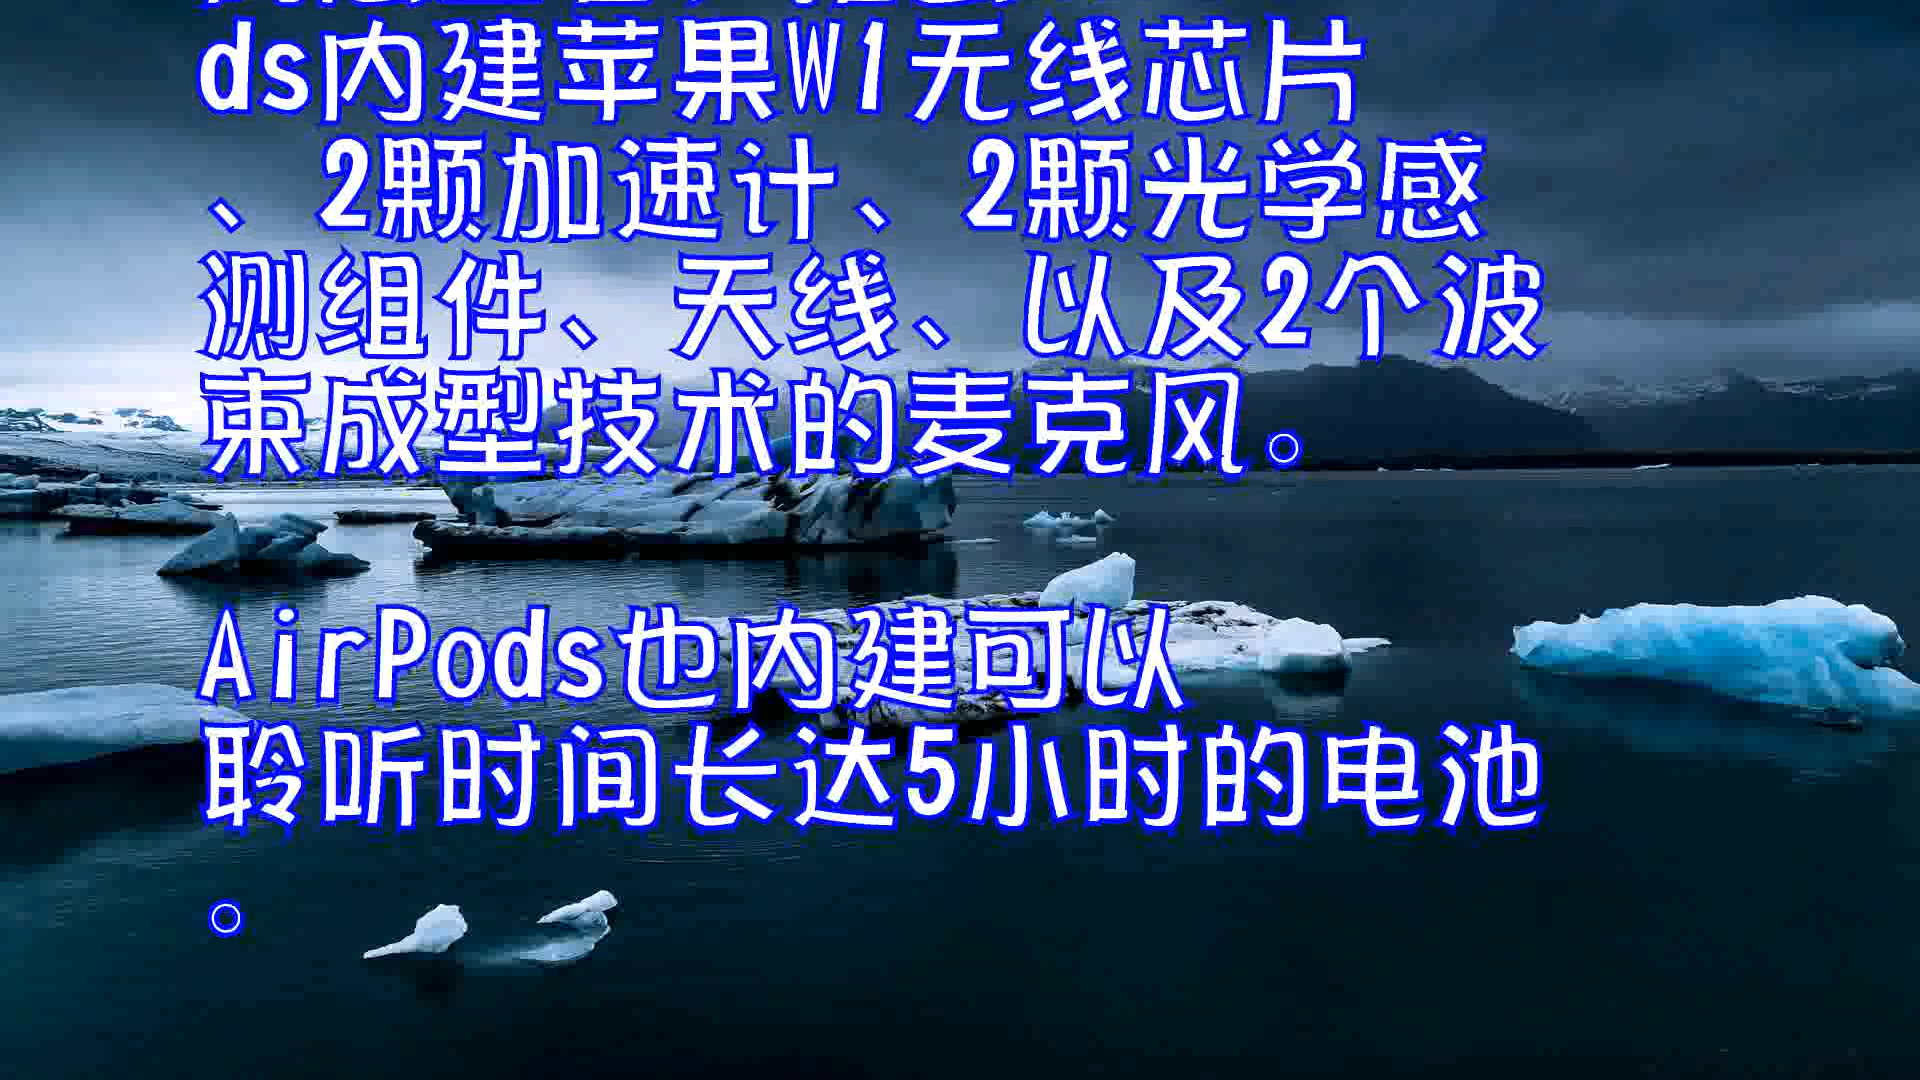 ds内建苹果W1无线芯片
、2颗加速计、2颗光学感
测组件、天线、以及2个波
束成型技术的麦克风。
AirPods也内建可以
聆听时间长达5小时的电池
。